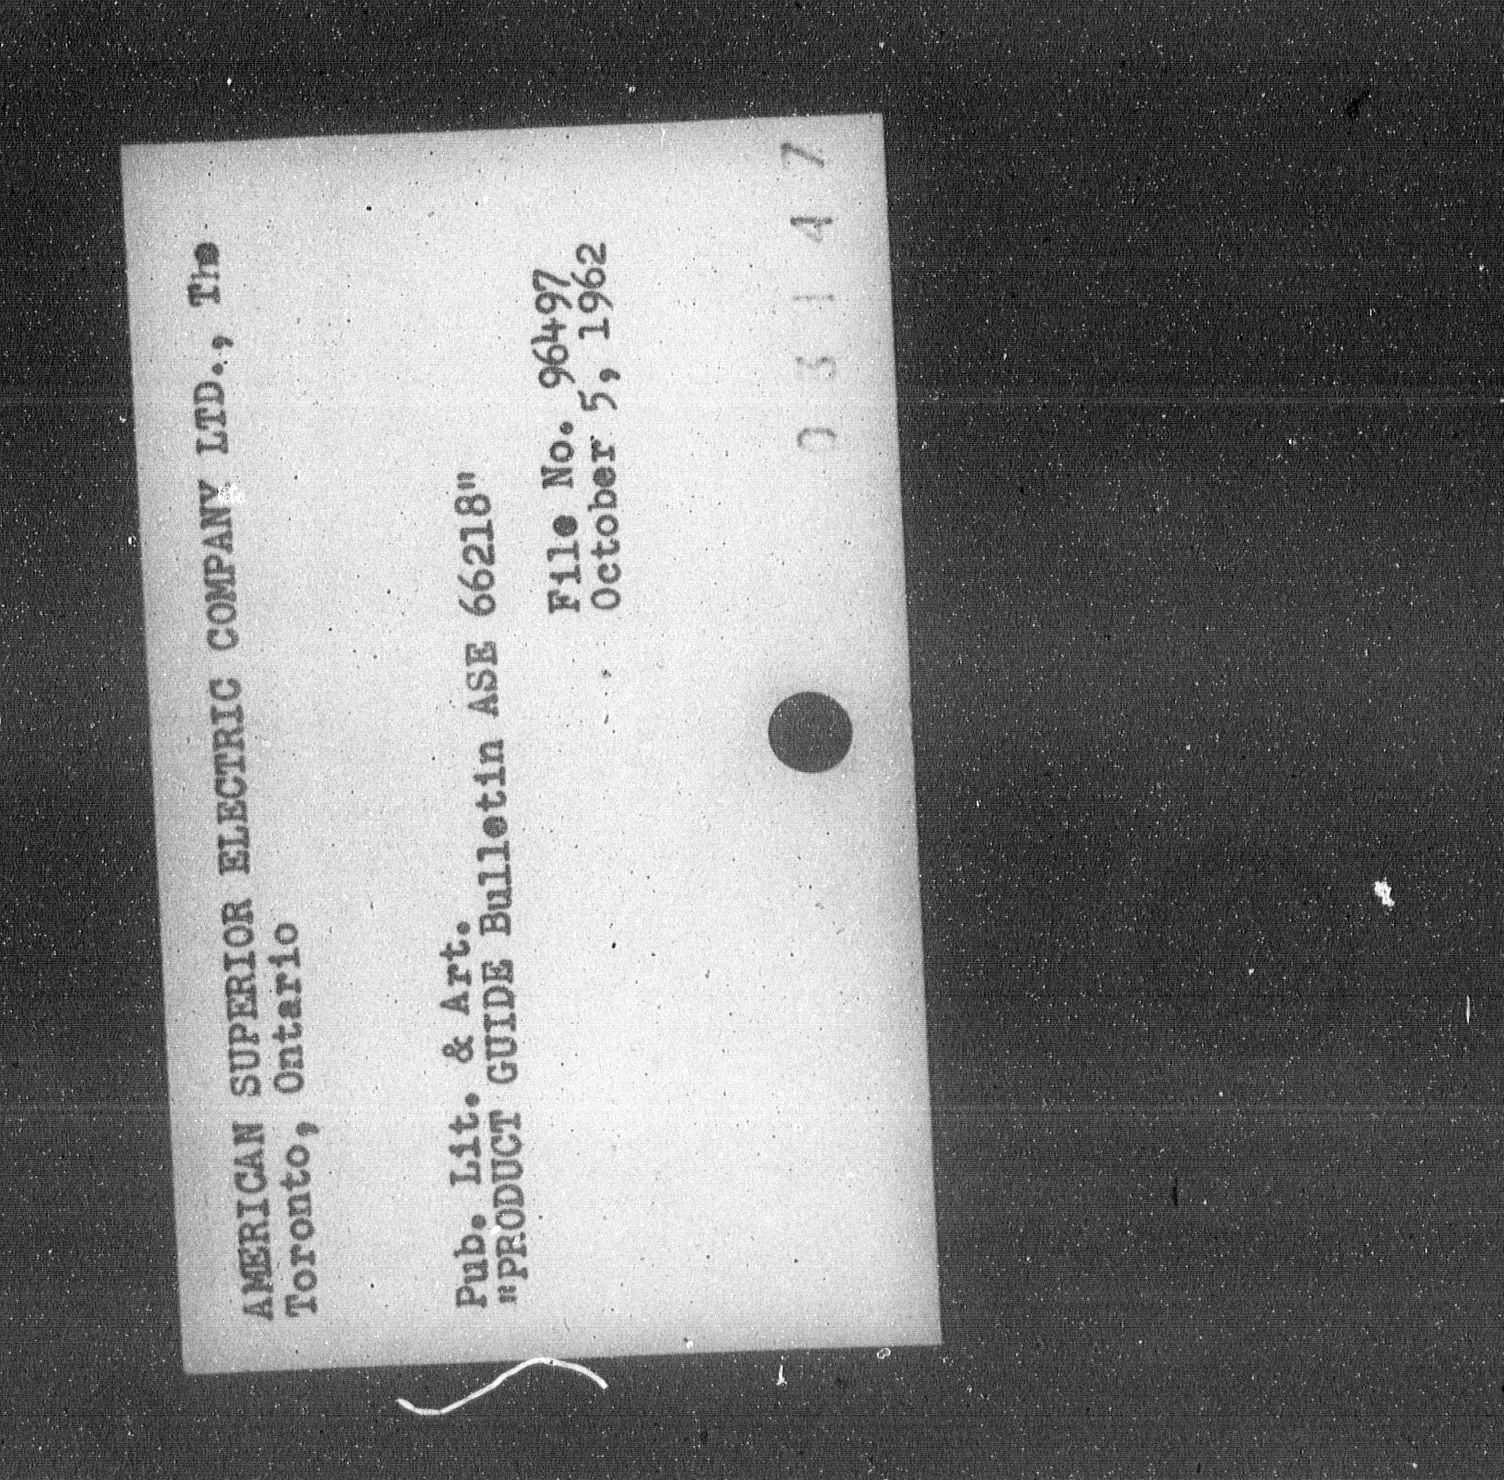 AMERICAN SUPERIOR ELECTRIC COMPANY LTD., The
Toronto, Ontario
Pub. Lit. & Art.
"PRODUCT GUIDE Bulletin ASE 66218"
File No. 96497
October 5, 1962
03147